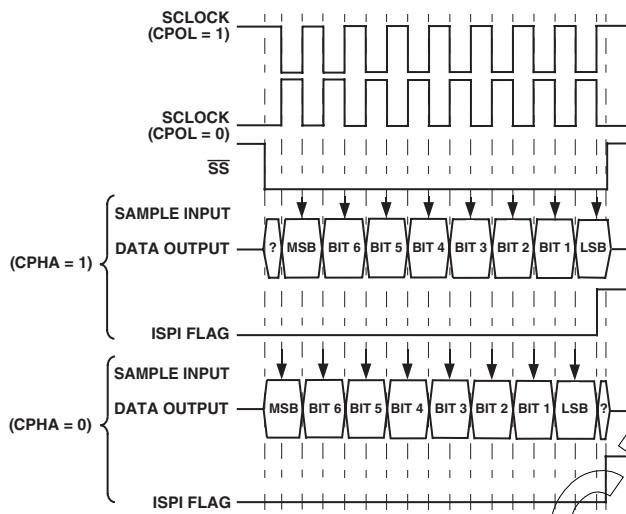 SCLOCK
(CPOL = 1)
SCLOCK
(CPOL = 0)
SS
(CPHA = 1)
SAMPLE INPUT
DATA OUTPUT
? MSB BIT 6 BIT 5 BIT 4 BIT 3 BIT 2 BIT 1 LSB
ISPI FLAG
(CPHA = 0)
SAMPLE INPUT
DATA OUTPUT
MSB BIT 6 BIT 5 BIT 4 BIT 3 BIT 2 BIT 1 LSB ?
ISPI FLAG